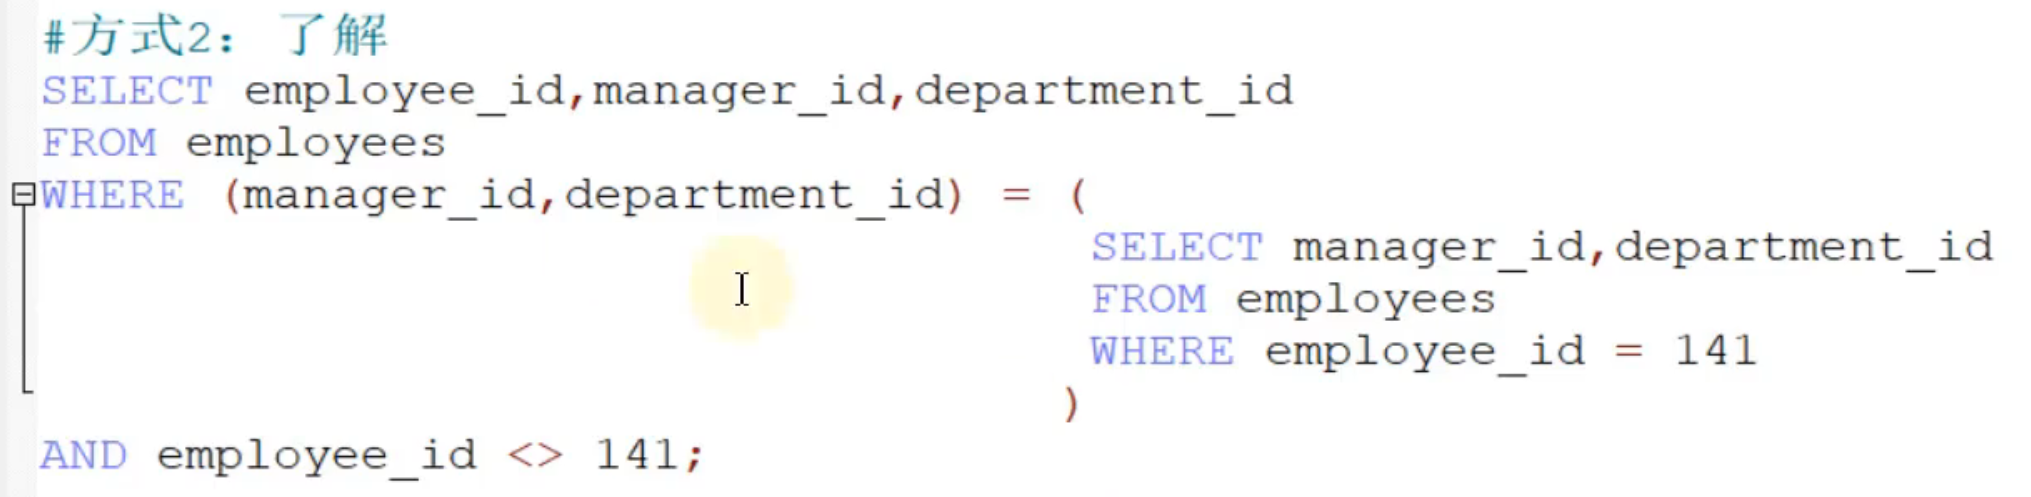 #方式2：了解
SELECT employee_id,manager_id,department_id
FROM employees
WHERE (manager_id,department_id) = (
SELECT manager_id,department_id
FROM employees
WHERE employee_id = 141
)
AND employee_id <> 141;